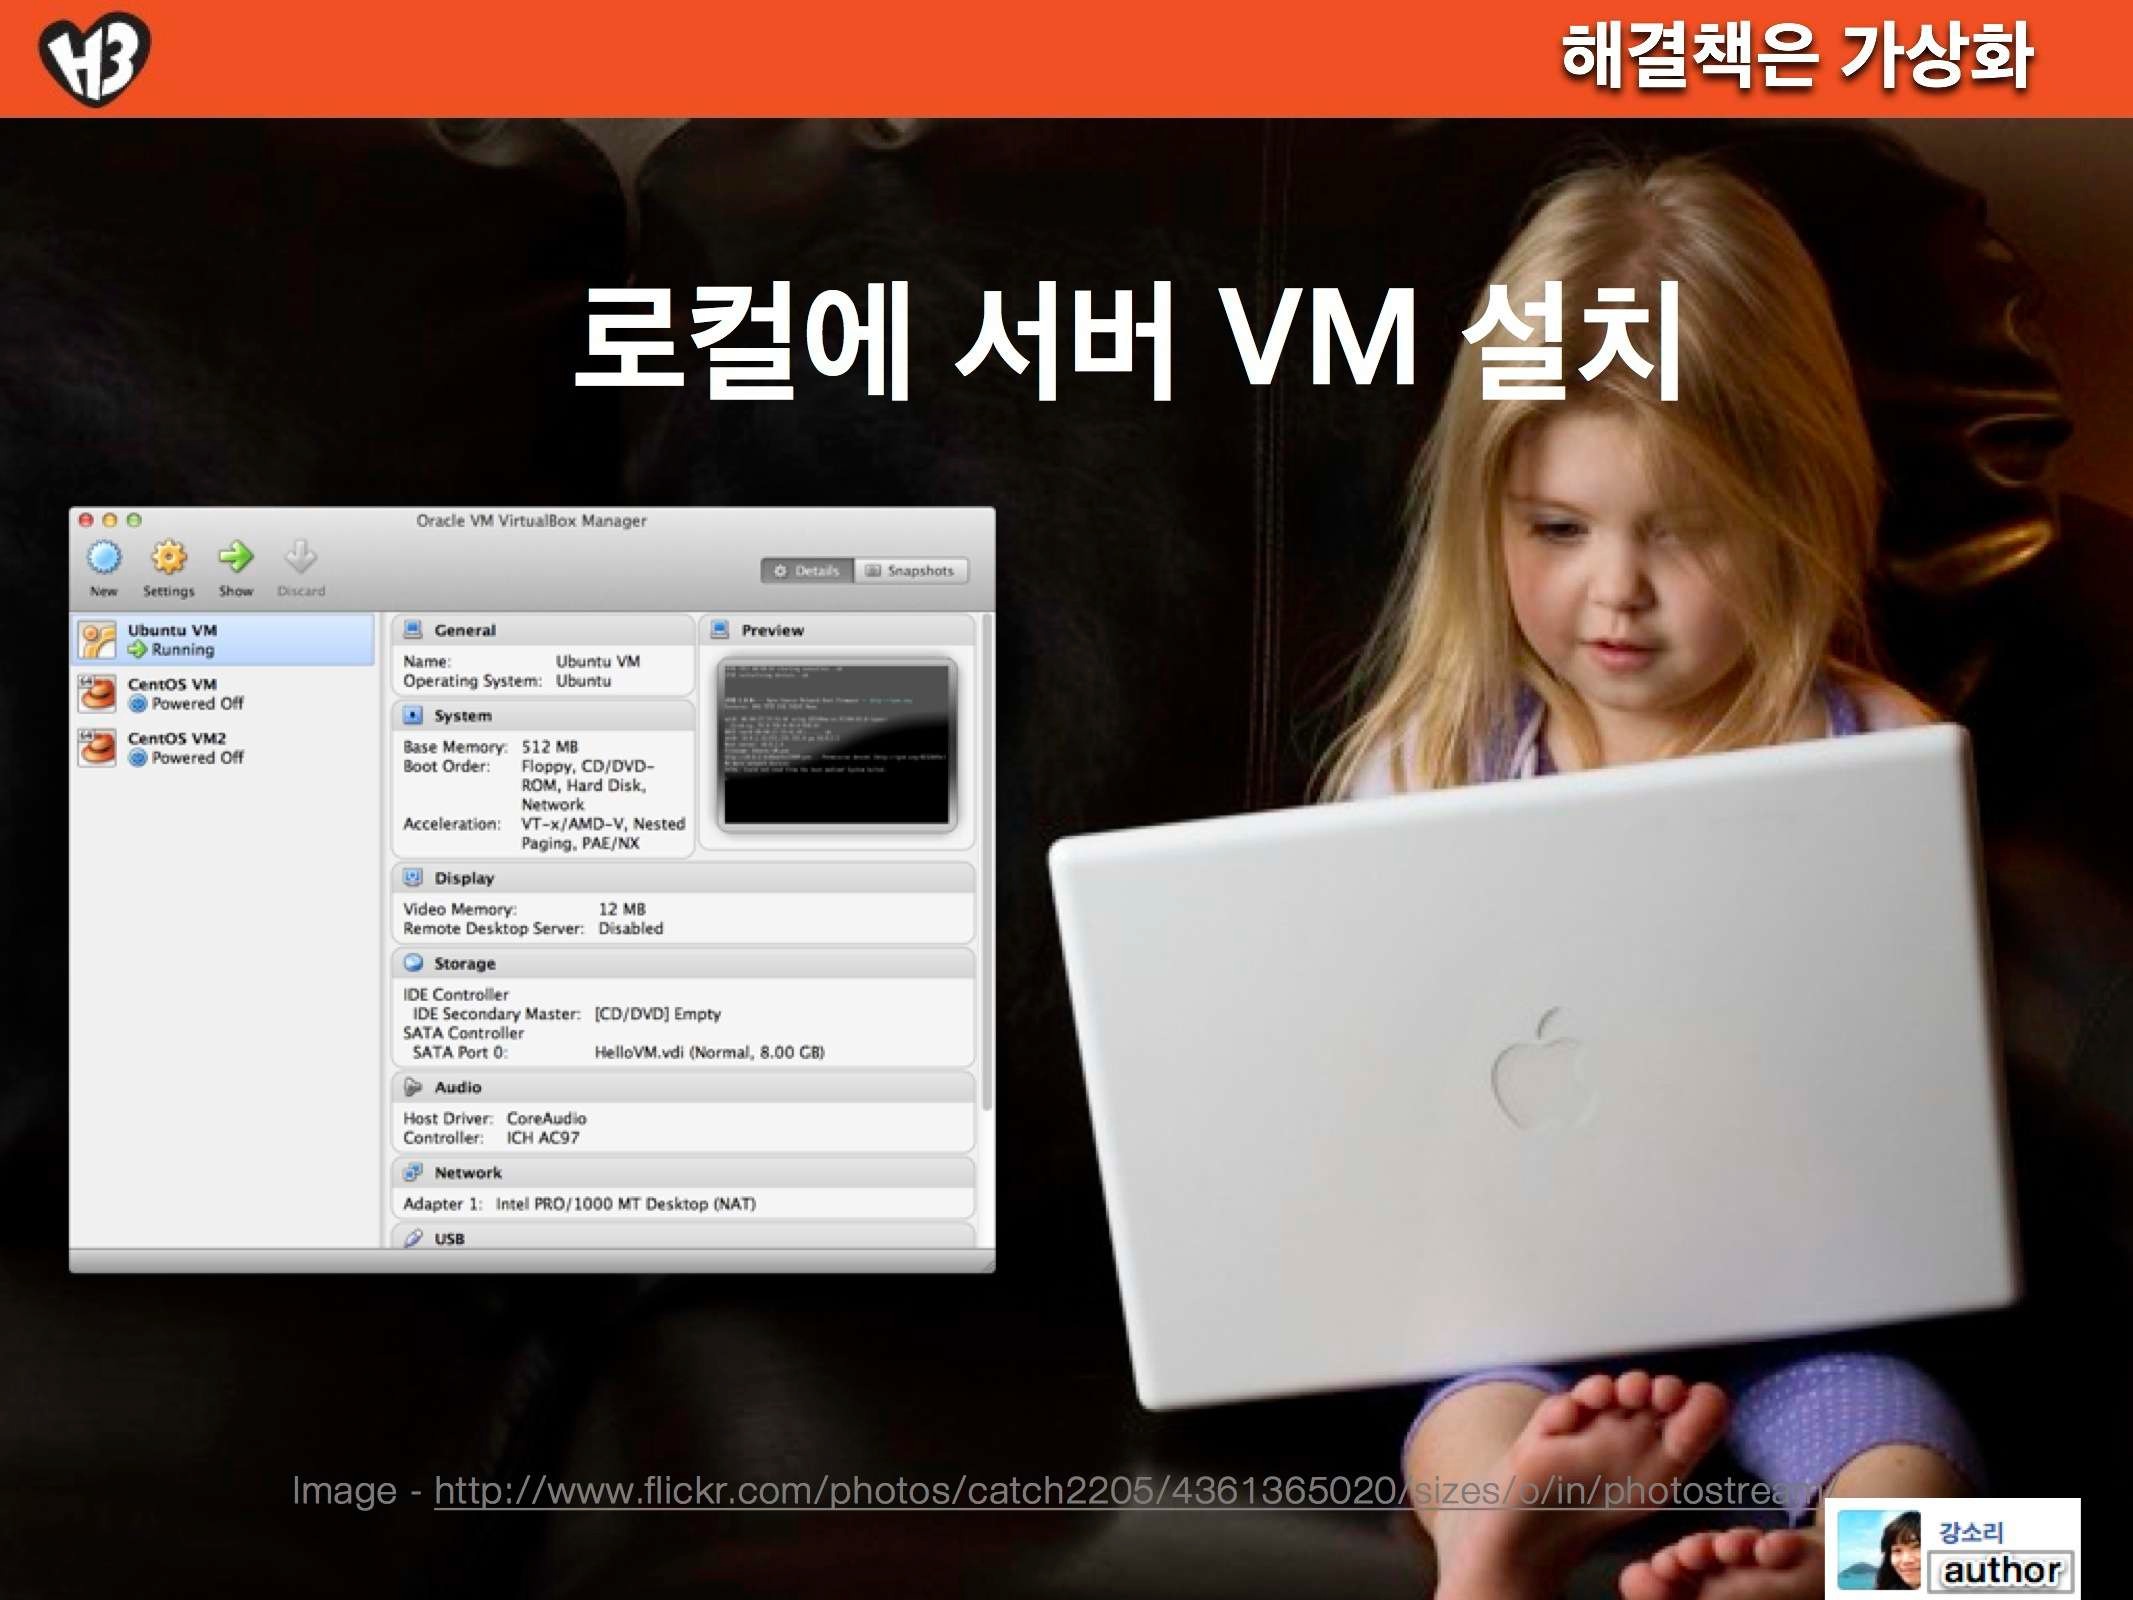 H3
해결책은 가상화
로컬에 서버 VM 설치
Oracle VM VirtualBox Manager
New
Settings
Show
Discard
Details
Snapshots
Ubuntu VM
Running
64
CentOS VM
Powered Off
64
CentOS VM2
Powered Off
General
Name: Ubuntu VM
Operating System: Ubuntu
System
Base Memory: 512 MB
Boot Order: Floppy, CD/DVD-
ROM, Hard Disk,
Network
Acceleration: VT-x/AMD-V, Nested
Paging, PAE/NX
Preview
Display
Video Memory: 12 MB
Remote Desktop Server: Disabled
Storage
IDE Controller
IDE Secondary Master: [CD/DVD] Empty
SATA Controller
SATA Port 0: HelloVM.vdi (Normal, 8.00 GB)
Audio
Host Driver: CoreAudio
Controller: ICH AC97
Network
Adapter 1: Intel PRO/1000 MT Desktop (NAT)
USB
Image - http://www.flickr.com/photos/catch2205/4361365020/sizes/o/in/photostream/
강소리
author